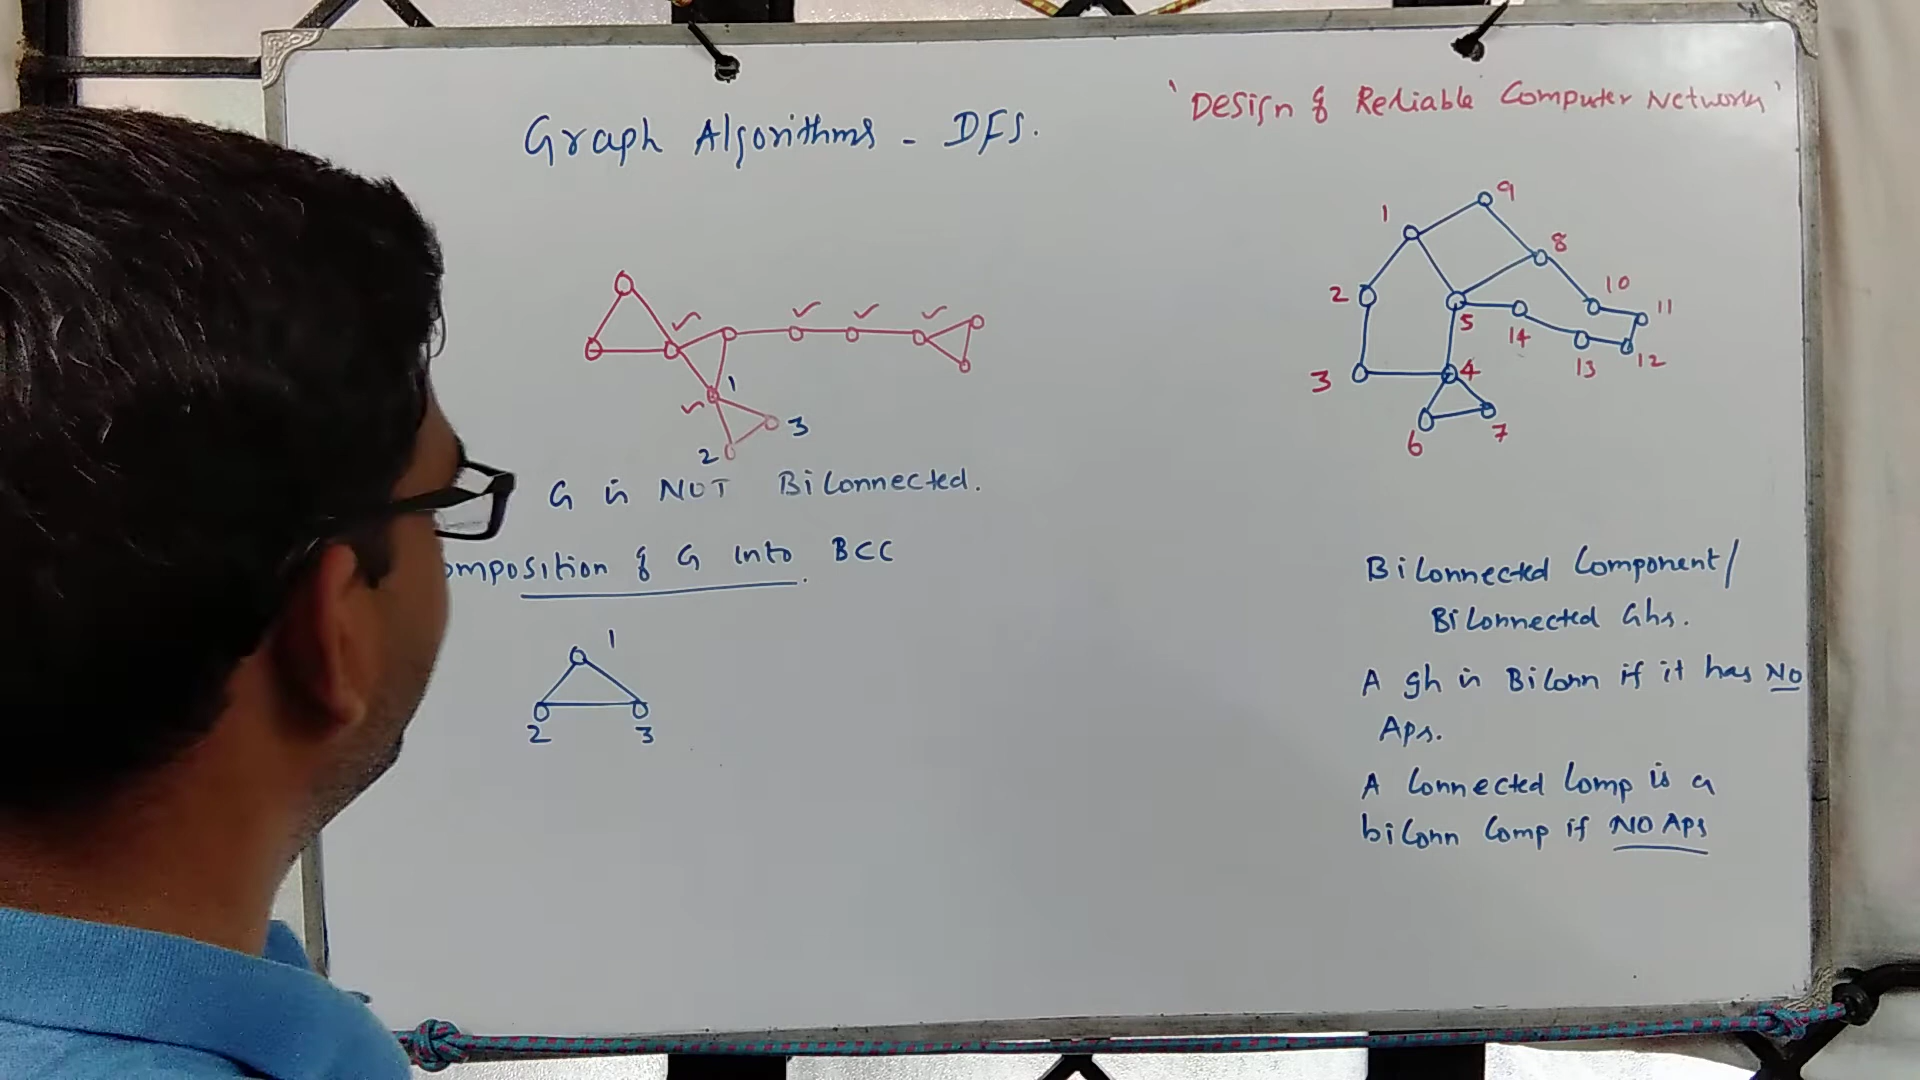 Graph Algorithms - DFS.
'Design of Reliable Computer Network'
1
2
3
G is NOT BiConnected.
omposition of G into BCC
1
2
3
9
1
8
2
10
11
5
14
13
12
3
4
6
7
BiConnected Component/
BiConnected Ghs.
A gh is BiConn if it has NO
Aps.
A Connected Comp is a
biConn Comp if NO Aps